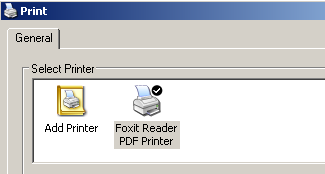 Print
General
Select Printer
Add Printer
Foxit Reader
PDF Printer